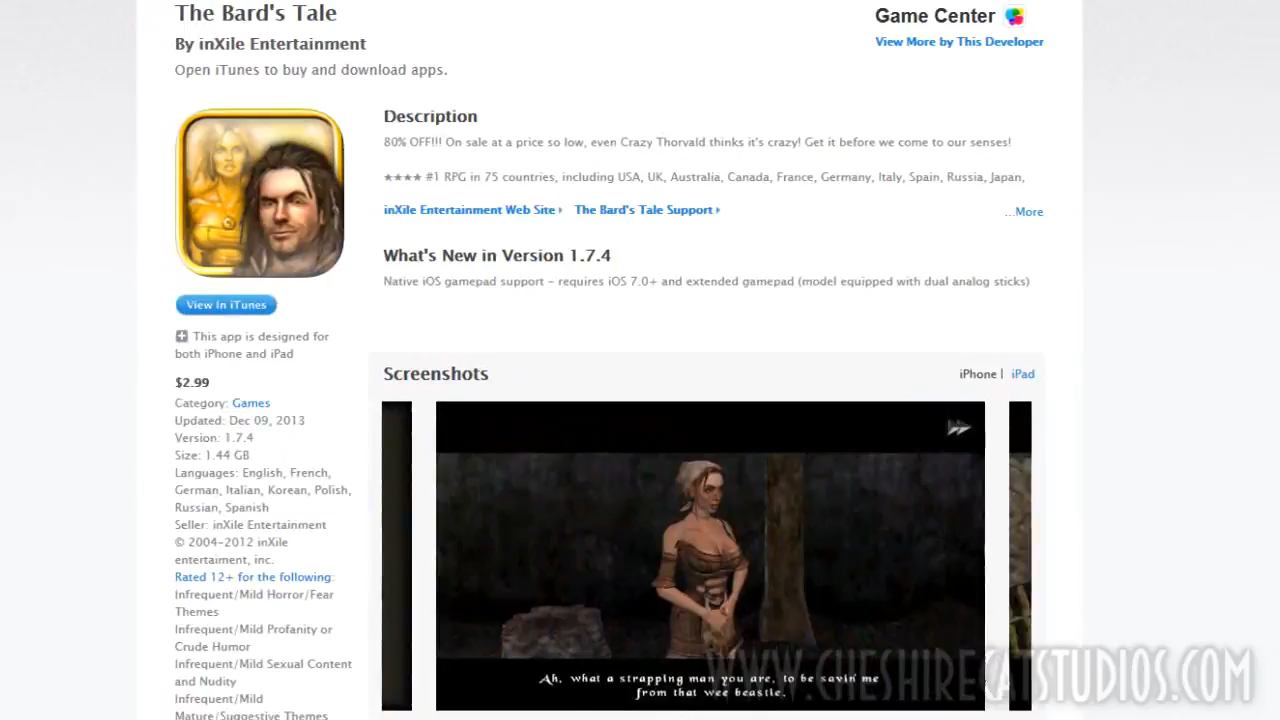 The Bard's Tale
By inXile Entertainment
Open iTunes to buy and download apps.
Game Center
View More by This Developer
Description
80% OFF!!! On sale at a price so low, even Crazy Thorvald thinks it's crazy! Get it before we come to our senses!
★★★★ #1 RPG in 75 countries, including USA, UK, Australia, Canada, France, Germany, Italy, Spain, Russia, Japan,
inXile Entertainment Web Site The Bard's Tale Support
...More
What's New in Version 1.7.4
Native iOS gamepad support - requires iOS 7.0+ and extended gamepad (model equipped with dual analog sticks)
View In iTunes
This app is designed for
both iPhone and iPad
$2.99
Category: Games
Updated: Dec 09, 2013
Version: 1.7.4
Size: 1.44 GB
Languages: English, French,
German, Italian, Korean, Polish,
Russian, Spanish
Seller: inXile Entertainment
© 2004-2012 inXile
entertaiment, inc.
Rated 12+ for the following:
Infrequent/Mild Horror/Fear
Themes
Infrequent/Mild Profanity or
Crude Humor
Infrequent/Mild Sexual Content
and Nudity
Infrequent/Mild
Mature/Suggestive Themes
Screenshots
iPhone | iPad
Ah, what a strapping man you are, to be savin' me
from that wee beastie.
WWW.CHESHIRECATSTUDIOS.COM